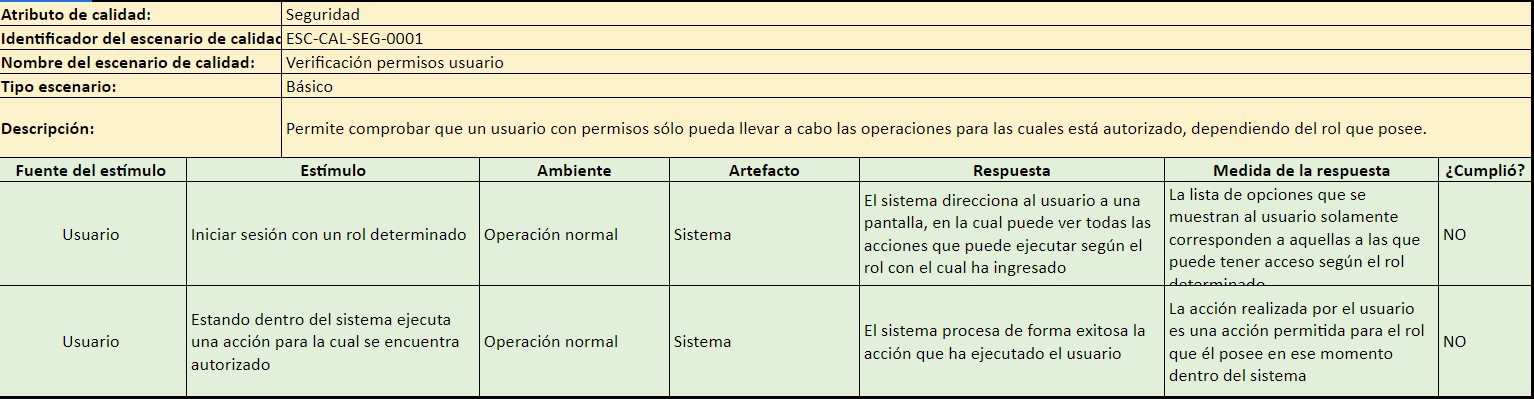 Atributo de calidad: Seguridad
Identificador del escenario de calidad ESC-CAL-SEG-0001
Nombre del escenario de calidad: Verificación permisos usuario
Tipo escenario: Básico
Descripción: Permite comprobar que un usuario con permisos sólo pueda llevar a cabo las operaciones para las cuales está autorizado, dependiendo del rol que posee.
Fuente del estímulo Estímulo Ambiente Artefacto Respuesta Medida de la respuesta ¿Cumplió?
Usuario
Iniciar sesión con un rol determinado
Operación normal
Sistema
El sistema direcciona al usuario a una
pantalla, en la cual puede ver todas las
acciones que puede ejecutar según el
rol con el cual ha ingresado
La lista de opciones que se
muestran al usuario solamente
corresponden a aquellas a las que
puede tener acceso según el rol
determinado
NO
Usuario
Estando dentro del sistema ejecuta
una acción para la cual se encuentra
autorizado
Operación normal
Sistema
El sistema procesa de forma exitosa la
acción que ha ejecutado el usuario
La acción realizada por el usuario
es una acción permitida para el rol
que él posee en ese momento
dentro del sistema
NO